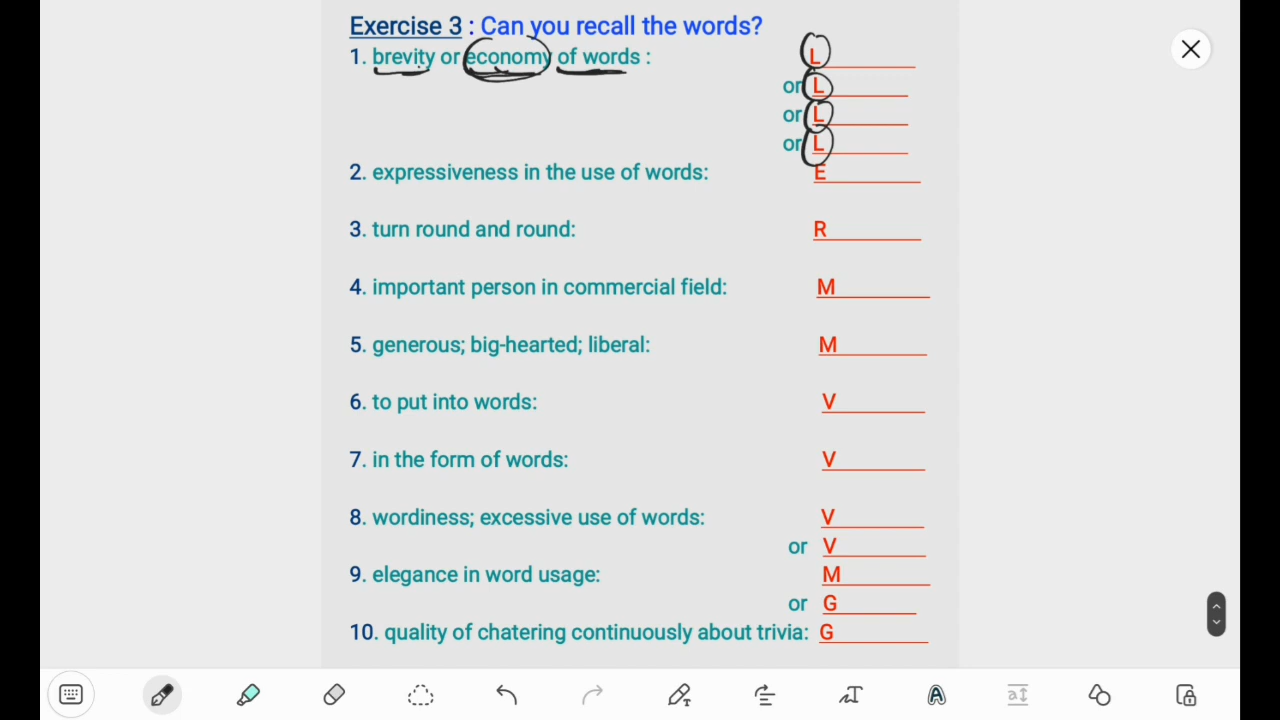 Exercise 3 : Can you recall the words?
1. brevity or economy of words : L
or L
or L
or L
2. expressiveness in the use of words: E
3. turn round and round: R
4. important person in commercial field: M
5. generous; big-hearted; liberal: M
6. to put into words: V
7. in the form of words: V
8. wordiness; excessive use of words: V
or V
9. elegance in word usage: M
or G
10. quality of chatering continuously about trivia: G